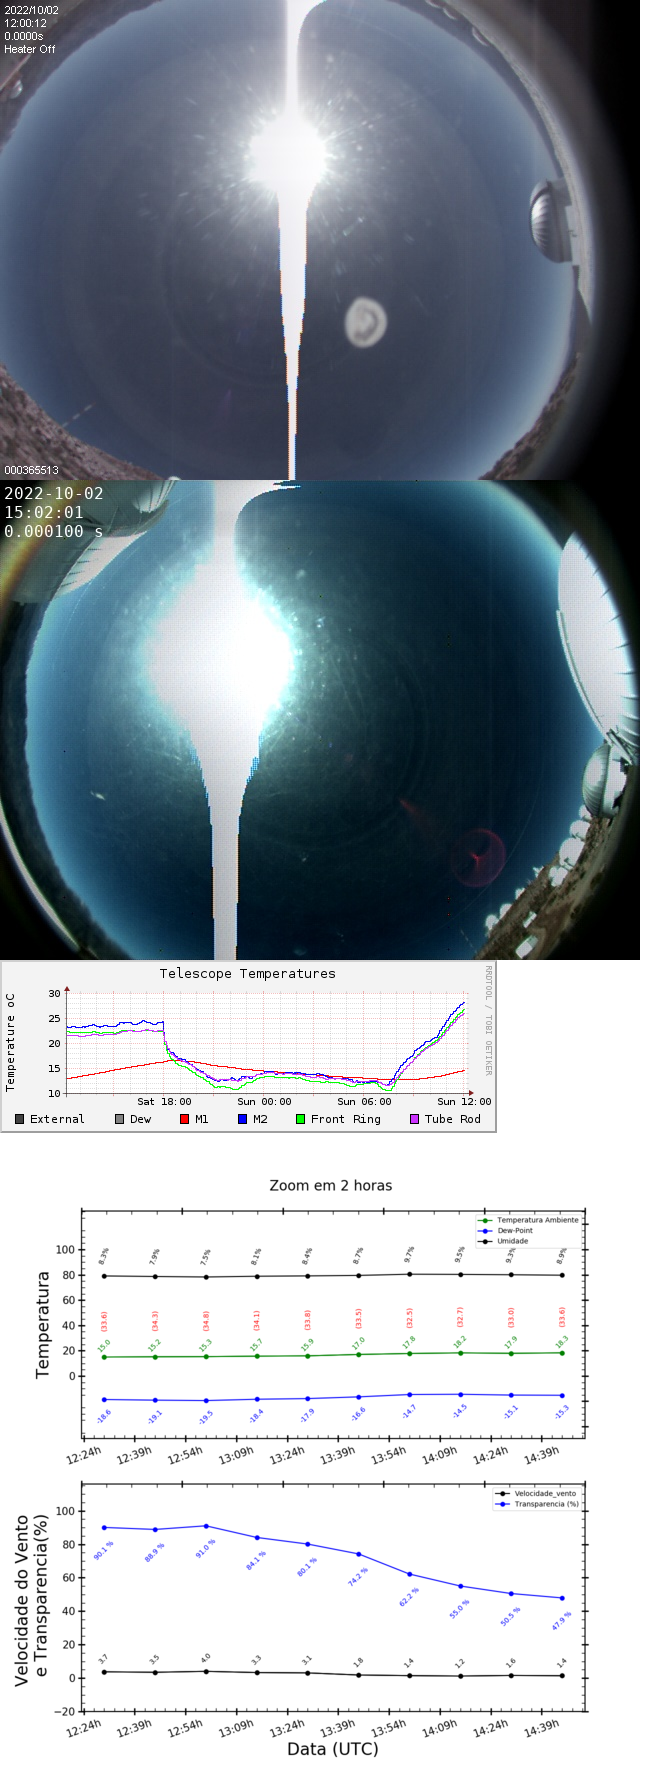 2022/10/02
12:00:12
0.0000s
Heater Off
000365513
2022-10-02
15:02:01
0.000100 s
Telescope Temperatures
RRDTOOL / TOBI OETIKER
Temperature oC
30
25
20
15
10
Sat 18:00 Sun 00:00 Sun 06:00 Sun 12:00
External Dew M1 M2 Front Ring Tube Rod
Zoom em 2 horas
Temperatura Ambiente
Dew-Point
Umidade
Temperatura
100
80
60
40
20
0
8.3% 7.9% 7.5% 8.1% 8.4% 8.7% 9.7% 9.5% 9.3% 8.9%
(33.6) (34.3) (34.8) (34.1) (33.8) (33.5) (32.5) (32.7) (33.0) (33.6)
15.0 15.2 15.3 15.7 15.9 17.0 17.8 18.2 17.9 18.3
-18.6 -19.1 -19.5 -18.4 -17.9 -16.6 -14.7 -14.5 -15.1 -15.3
12:24h 12:39h 12:54h 13:09h 13:24h 13:39h 13:54h 14:09h 14:24h 14:39h
Velocidade_vento
Transparencia (%)
Velocidade do Vento
e Transparencia(%)
100
80
60
40
20
0
−20
90.1 % 88.9 % 91.0 % 84.1 % 80.1 % 74.2 % 62.2 % 55.0 % 50.5 % 47.9 %
3.7 3.5 4.0 3.3 3.1 1.8 1.4 1.2 1.6 1.4
12:24h 12:39h 12:54h 13:09h 13:24h 13:39h 13:54h 14:09h 14:24h 14:39h
Data (UTC)